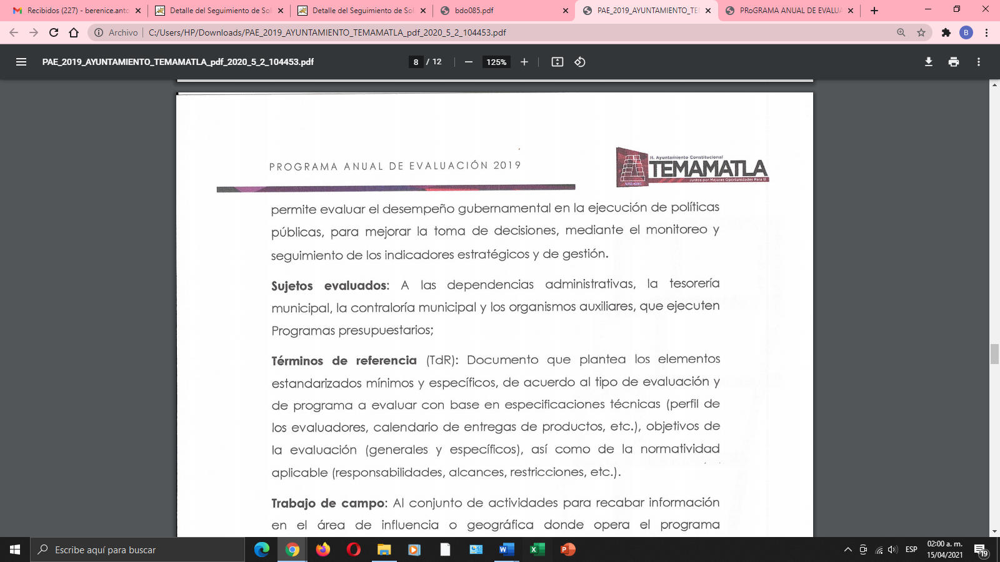 Recibidos (227) - berenice.anto
Detalle del Seguimiento de Sol
Detalle del Seguimiento de Sol
bdo085.pdf
PAE_2019_AYUNTAMIENTO_TE
PRoGRAMA ANUAL DE EVALUA
Archivo
C:/Users/HP/Downloads/PAE_2019_AYUNTAMIENTO_TEMAMATLA_pdf_2020_5_2_104453.pdf
B
PAE_2019_AYUNTAMIENTO_TEMAMATLA_pdf_2020_5_2_104453.pdf
8 / 12
125%
PROGRAMA ANUAL DE EVALUACIÓN 2019
H. Ayuntamiento Constitucional
TEMAMATLA
Juntos por Mejores Oportunidades Para ti
permite evaluar el desempeño gubernamental en la ejecución de políticas
públicas, para mejorar la toma de decisiones, mediante el monitoreo y
seguimiento de los indicadores estratégicos y de gestión.
Sujetos evaluados: A las dependencias administrativas, la tesorería
municipal, la contraloría municipal y los organismos auxiliares, que ejecuten
Programas presupuestarios;
Términos de referencia (TdR): Documento que plantea los elementos
estandarizados mínimos y específicos, de acuerdo al tipo de evaluación y
de programa a evaluar con base en especificaciones técnicas (perfil de
los evaluadores, calendario de entregas de productos, etc.), objetivos de
la evaluación (generales y específicos), así como de la normatividad
aplicable (responsabilidades, alcances, restricciones, etc.).
Trabajo de campo: Al conjunto de actividades para recabar información
en el área de influencia o geográfica donde opera el programa
Escribe aquí para buscar
ESP
02:00 a. m.
15/04/2021
19